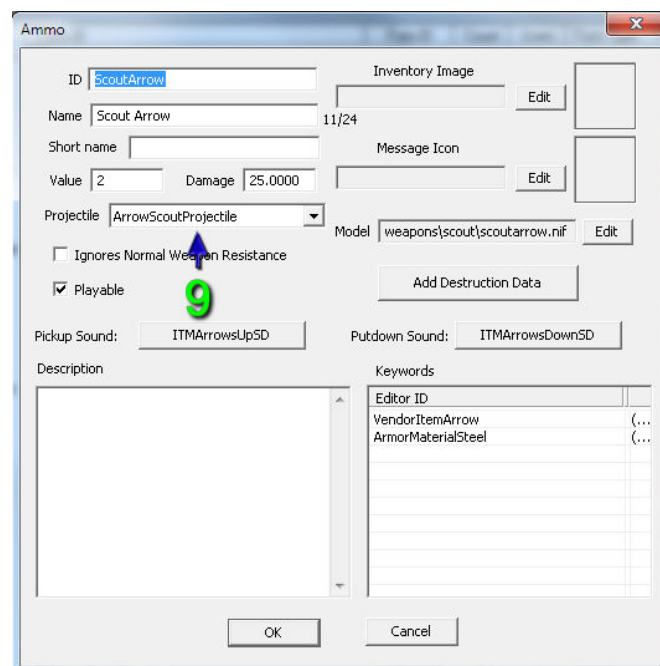 Ammo
ID ScoutArrow
Inventory Image
Edit
Name Scout Arrow
11/24
Short name
Message Icon
Value 2 Damage 25.0000
Edit
Projectile ArrowScoutProjectile
Model weapons\scout\scoutarrow.nif Edit
Ignores Normal Weapon Resistance
Playable
9
Add Destruction Data
Pickup Sound: ITMArrowsUpSD
Putdown Sound: ITMArrowsDownSD
Description
Keywords
Editor ID
VendorItemArrow (...
ArmorMaterialSteel (...
OK
Cancel